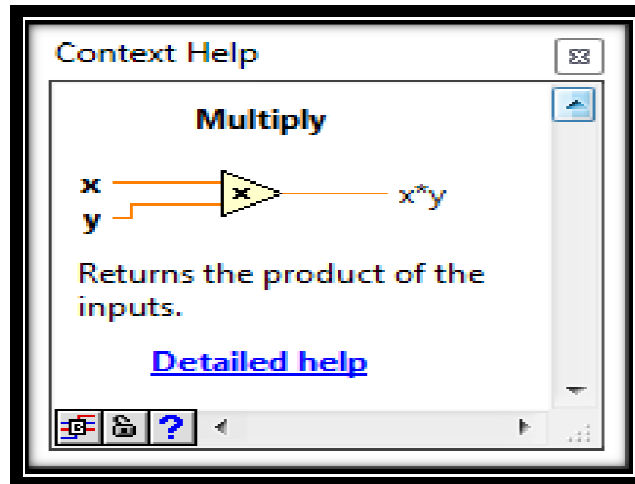 Context Help
Multiply
x
x
x*y
y
Returns the product of the
inputs.
Detailed help
?